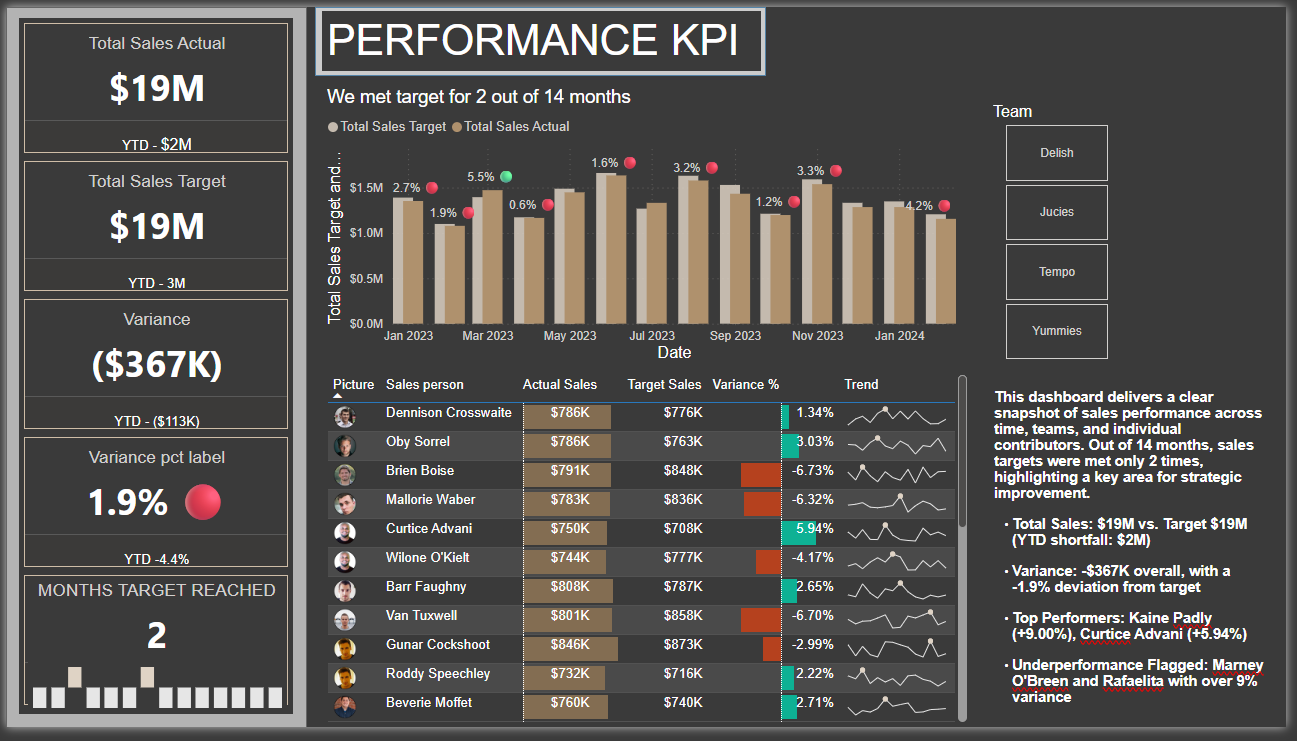 Total Sales Actual
$19M
YTD - $2M
Total Sales Target
$19M
YTD - 3M
Variance
($367K)
YTD - ($113K)
Variance pct label
1.9%
YTD -4.4%
MONTHS TARGET REACHED
2
PERFORMANCE KPI
We met target for 2 out of 14 months
Total Sales Target Total Sales Actual
Total Sales Target and...
$1.5M
$1.0M
$0.5M
$0.0M
2.7%
1.9%
5.5%
0.6%
1.6%
3.2%
1.2%
3.3%
4.2%
Jan 2023 Mar 2023 May 2023 Jul 2023 Sep 2023 Nov 2023 Jan 2024
Date
Picture Sales person Actual Sales Target Sales Variance % Trend
Dennison Crosswaite $786K $776K 1.34%
Oby Sorrel $786K $763K 3.03%
Brien Boise $791K $848K -6.73%
Mallorie Waber $783K $836K -6.32%
Curtice Advani $750K $708K 5.94%
Wilone O'Kielt $744K $777K -4.17%
Barr Faughny $808K $787K 2.65%
Van Tuxwell $801K $858K -6.70%
Gunar Cockshoot $846K $873K -2.99%
Roddy Speechley $732K $716K 2.22%
Beverie Moffet $760K $740K 2.71%
Team
Delish
Jucies
Tempo
Yummies
This dashboard delivers a clear
snapshot of sales performance across
time, teams, and individual
contributors. Out of 14 months, sales
targets were met only 2 times,
highlighting a key area for strategic
improvement.
• Total Sales: $19M vs. Target $19M
(YTD shortfall: $2M)
• Variance: -$367K overall, with a
-1.9% deviation from target
• Top Performers: Kaine Padly
(+9.00%), Curtice Advani (+5.94%)
• Underperformance Flagged: Marney
O'Breen and Rafaelita with over 9%
variance